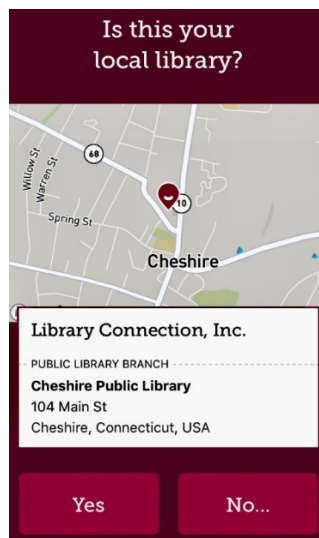 Is this your
local library?
68
Willow St
Warren St
10
Spring St
Cheshire
Library Connection, Inc.
PUBLIC LIBRARY BRANCH
Cheshire Public Library
104 Main St
Cheshire, Connecticut, USA
Yes
No...